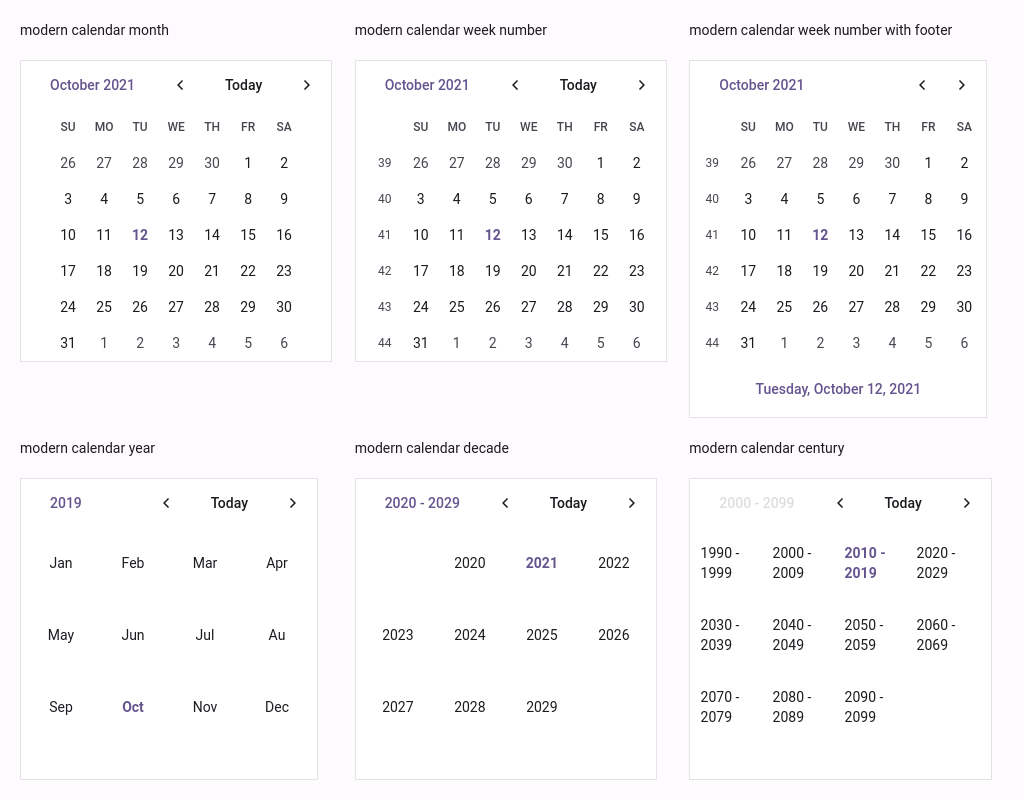 modern calendar month
October 2021 Today
SU MO TU WE TH FR SA
26 27 28 29 30 1 2
3 4 5 6 7 8 9
10 11 12 13 14 15 16
17 18 19 20 21 22 23
24 25 26 27 28 29 30
31 1 2 3 4 5 6
modern calendar week number
October 2021 Today
SU MO TU WE TH FR SA
39 26 27 28 29 30 1 2
40 3 4 5 6 7 8 9
41 10 11 12 13 14 15 16
42 17 18 19 20 21 22 23
43 24 25 26 27 28 29 30
44 31 1 2 3 4 5 6
modern calendar week number with footer
October 2021
SU MO TU WE TH FR SA
39 26 27 28 29 30 1 2
40 3 4 5 6 7 8 9
41 10 11 12 13 14 15 16
42 17 18 19 20 21 22 23
43 24 25 26 27 28 29 30
44 31 1 2 3 4 5 6
Tuesday, October 12, 2021
modern calendar year
2019 Today
Jan Feb Mar Apr
May Jun Jul Au
Sep Oct Nov Dec
modern calendar decade
2020 - 2029 Today
2020 2021 2022
2023 2024 2025 2026
2027 2028 2029
modern calendar century
2000 - 2099 Today
1990 - 2000 - 2010 - 2020 -
1999 2009 2019 2029
2030 - 2040 - 2050 - 2060 -
2039 2049 2059 2069
2070 - 2080 - 2090 -
2079 2089 2099